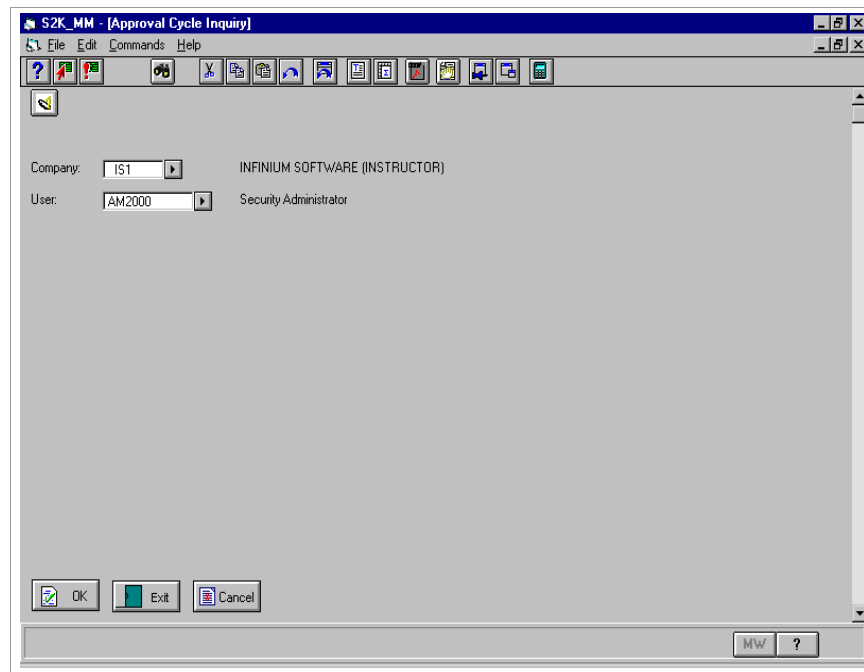 S2K_MM - [Approval Cycle Inquiry]
File Edit Commands Help
Company: IS1 INFINIUM SOFTWARE (INSTRUCTOR)
User: AM2000 Security Administrator
OK Exit Cancel
MW ?